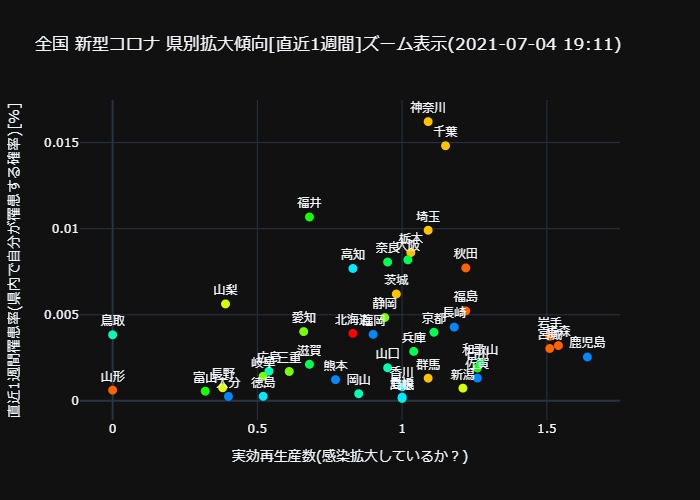 全国 新型コロナ 県別拡大傾向[直近1週間]ズーム表示(2021-07-04 19:11)
直近1週間罹患率(県内で自分が罹患する確率)[%]
0.015
0.01
0.005
0
神奈川
千葉
福井
埼玉
栃木
奈良
大阪
高知
秋田
茨城
山梨
福島
静岡
愛知
北海道
福岡
京都
長崎
鳥取
岩手
宮城
鹿児島
兵庫
和歌山
滋賀
広島
三重
岐阜
山口
佐賀
熊本
群馬
山形
長野
富山
大分
徳島
岡山
香川
新潟
0
0.5
1
1.5
実効再生産数(感染拡大しているか？)